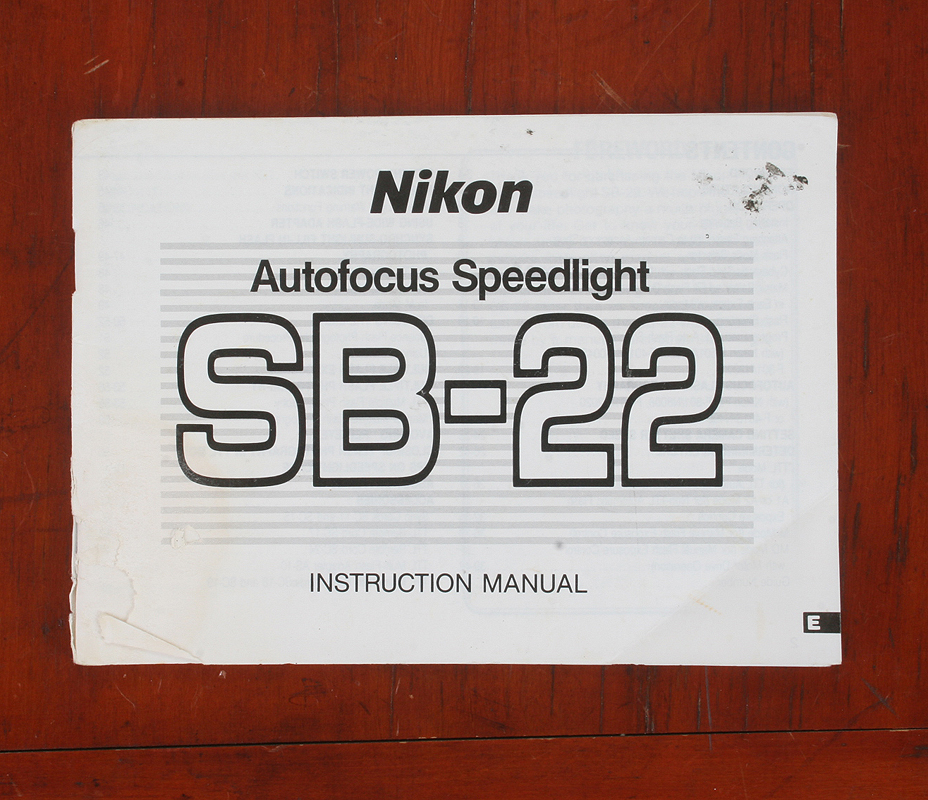 Nikon
Autofocus Speedlight
SB-22
INSTRUCTION MANUAL
E